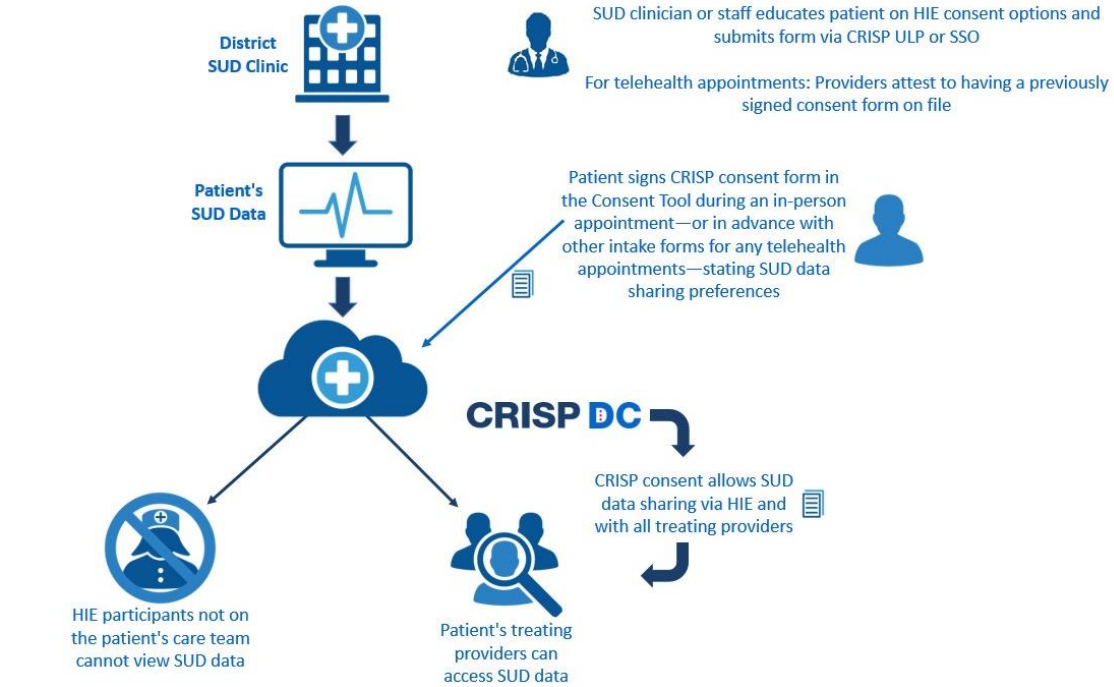 District
SUD Clinic
SUD clinician or staff educates patient on HIE consent options and
submits form via CRISP ULP or SSO
For telehealth appointments: Providers attest to having a previously
signed consent form on file
Patient's
SUD Data
Patient signs CRISP consent form in
the Consent Tool during an in-person
appointment—or in advance with
other intake forms for any telehealth
appointments—stating SUD data
sharing preferences
CRISP DC
CRISP consent allows SUD
data sharing via HIE and
with all treating providers
HIE participants not on
the patient's care team
cannot view SUD data
Patient's treating
providers can
access SUD data